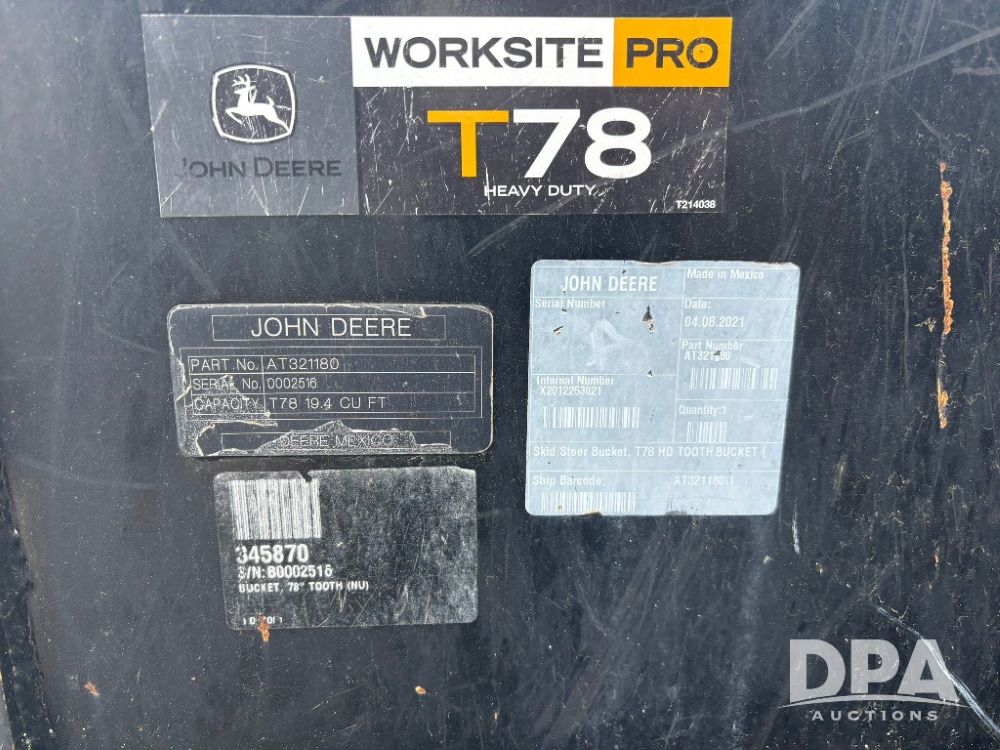 WORKSITE PRO
JOHN DEERE
T78
HEAVY DUTY
T214038
JOHN DEERE
PART No. AT321180
SERIAL No. 0002516
CAPACITY T78 19.4 CU FT
DEERE MEXICO
345870
S/N: B0002516
BUCKET, 78" TOOTH (NU)
JOHN DEERE
Made in Mexico
Serial Number
Date:
04.08.2021
Part Number
AT321180
Internal Number
X2012263021
Quantity:1
Skid Steer Bucket, T78 HD TOOTH BUCKET (
Ship Barcode: AT321180\1
DPA
AUCTIONS